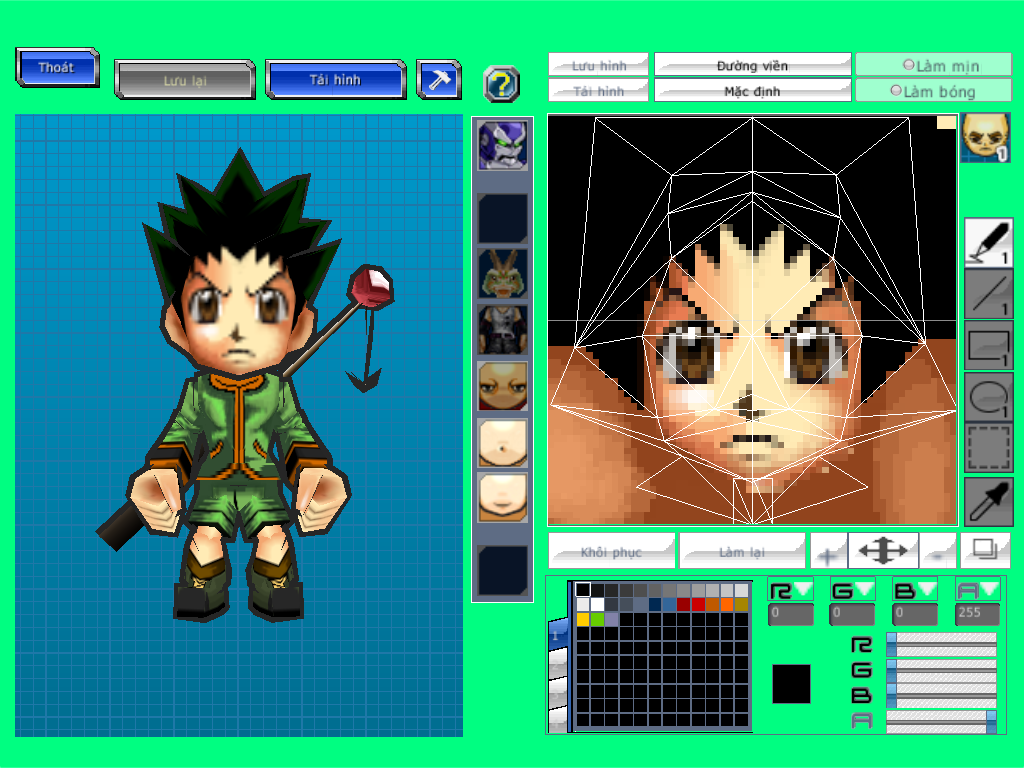 Thoát
Lưu lại
Tải hình
?
Lưu hình
Đường viền
Làm mịn
Tải hình
Mặc định
Làm bóng
1
1
1
1
1
Khôi phục
Làm lại
+
-
R
G
B
A
0
0
0
255
1
R
G
B
A